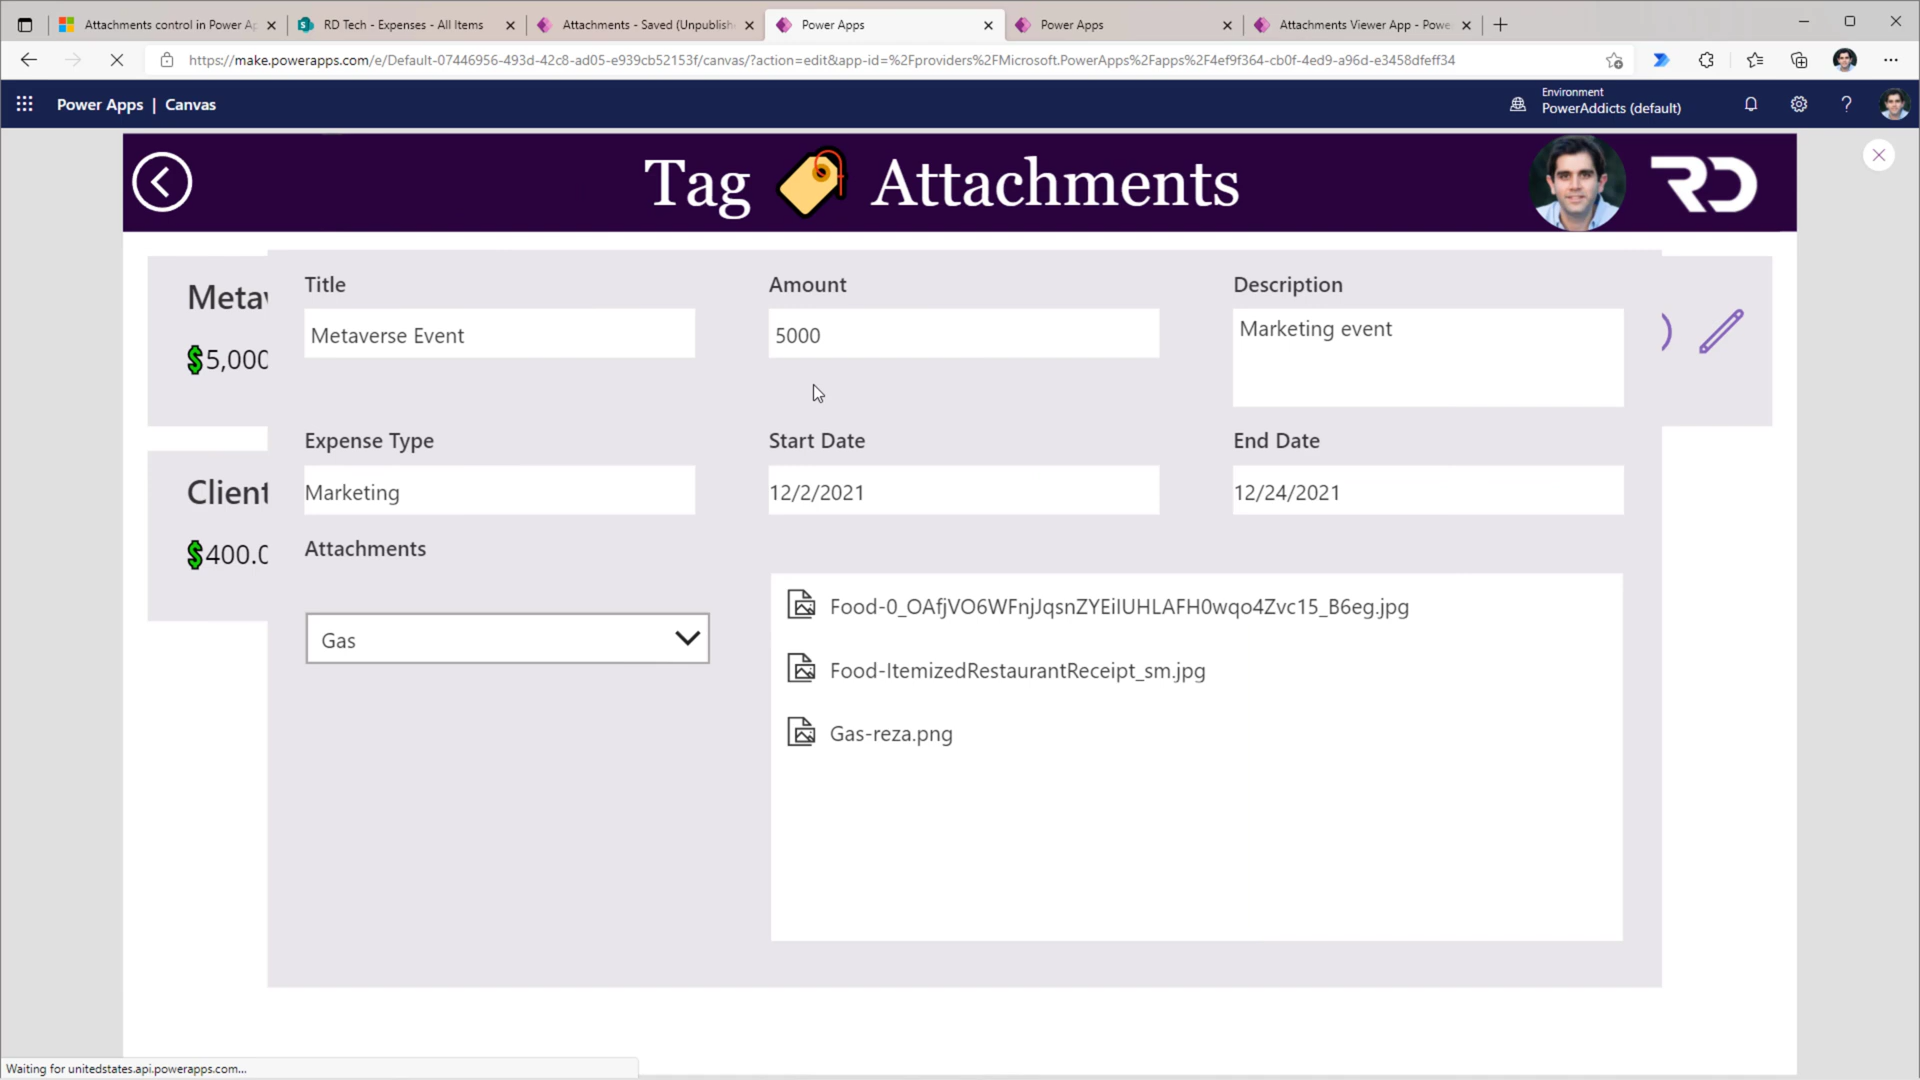 Attachments control in Power Ap
RD Tech - Expenses - All Items
Attachments - Saved (Unpublish
Power Apps
Power Apps
Attachments Viewer App - Powe
https://make.powerapps.com/e/Default-07446956-493d-42c8-ad05-e939cb52153f/canvas/?action=edit&app-id=%2Fproviders%2FMicrosoft.PowerApps%2Fapps%2F4ef9f364-cb0f-4ed9-a96d-e3458dfeff34
Power Apps | Canvas
Environment
PowerAddicts (default)
Tag Attachments
RD
Metav
$5,000
Client
$400.0
Title
Amount
Description
Metaverse Event
5000
Marketing event
Expense Type
Start Date
End Date
Marketing
12/2/2021
12/24/2021
Attachments
Gas
Food-0_OAfjVO6WFnjJqsnZYEiIUHLAFH0wqo4Zvc15_B6eg.jpg
Food-ItemizedRestaurantReceipt_sm.jpg
Gas-reza.png
Waiting for unitedstates.api.powerapps.com...